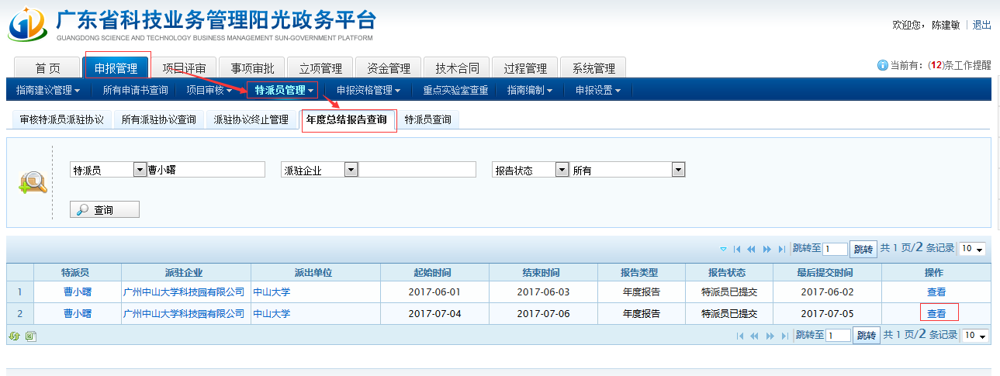 广东省科技业务管理阳光政务平台
GUANGDONG SCIENCE AND TECHNOLOGY BUSINESS MANAGEMENT SUN-GOVERNMENT PLATFORM
欢迎您，陈建敏 | 退出
首页 申报管理 项目评审 事项审批 立项管理 资金管理 技术合同 过程管理 系统管理 当前有：(12)条工作提醒
指南建议管理 所有申请书查询 项目审核 特派员管理 申报资格管理 重点实验室查重 指南编制 申报设置
审核特派员派驻协议 所有派驻协议查询 派驻协议终止管理 年度总结报告查询 特派员查询
特派员 曹小曙 派驻企业 报告状态 所有
查询
跳转至 1 跳转 共 1 页/2 条记录 10
特派员 派驻企业 派出单位 起始时间 结束时间 报告类型 报告状态 最后提交时间 操作
1 曹小曙 广州中山大学科技园有限公司 中山大学 2017-06-01 2017-06-03 年度报告 特派员已提交 2017-06-02 查看
2 曹小曙 广州中山大学科技园有限公司 中山大学 2017-07-04 2017-07-06 年度报告 特派员已提交 2017-07-05 查看
跳转至 1 跳转 共 1 页/2 条记录 10